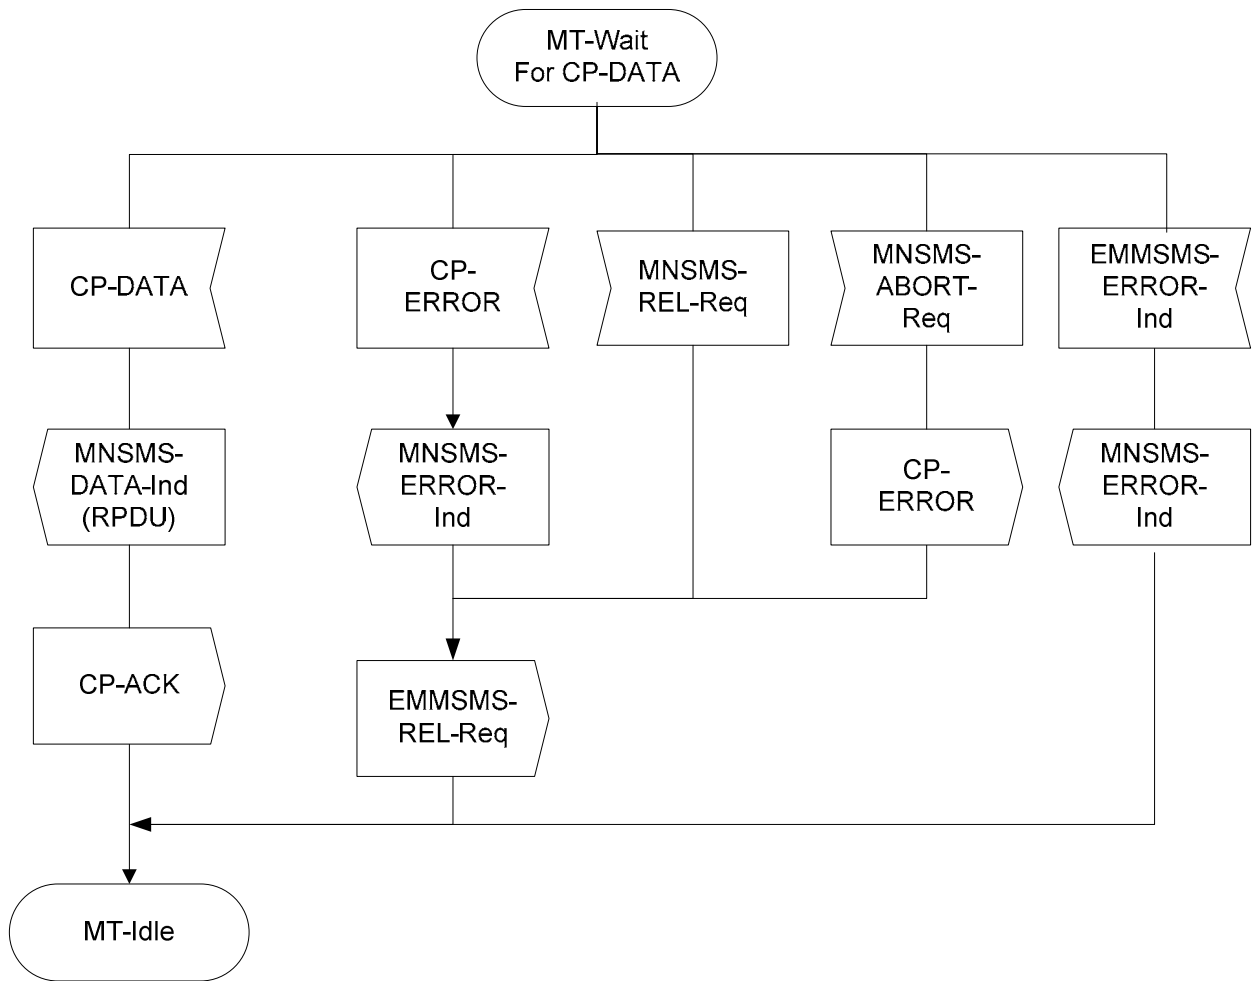 MT-Wait
For CP-DATA
CP-DATA
CP-
ERROR
MNSMS-
REL-Req
MNSMS-
ABORT-
Req
EMMSMS-
ERROR-
Ind
MNSMS-
DATA-Ind
(RPDU)
MNSMS-
ERROR-
Ind
CP-
ERROR
MNSMS-
ERROR-
Ind
CP-ACK
EMMSMS-
REL-Req
MT-Idle